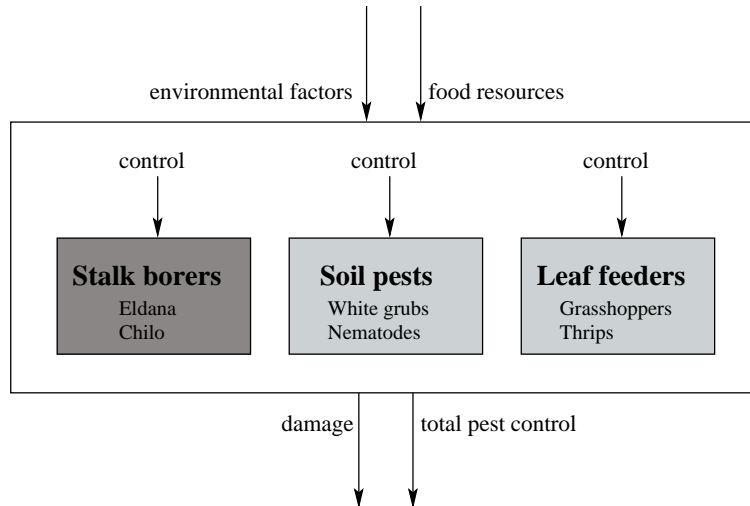 environmental factors
food resources
control
control
control
Stalk borers
Eldana
Chilo
Soil pests
White grubs
Nematodes
Leaf feeders
Grasshoppers
Thrips
damage
total pest control